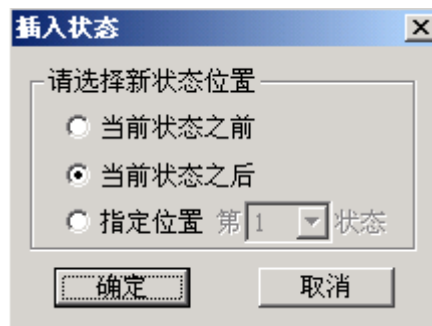 插入状态
请选择新状态位置
当前状态之前
当前状态之后
指定位置 第 1 状态
确定 取消